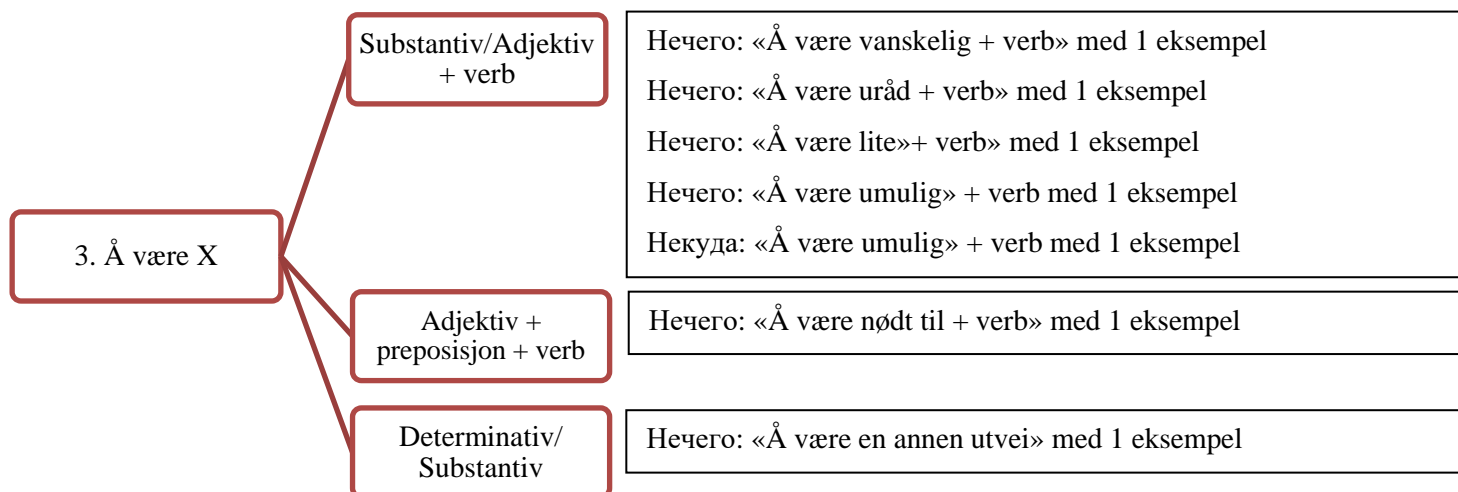 Substantiv/Adjektiv
+ verb
Нечего: «Å være vanskelig + verb» med 1 eksempel
Нечего: «Å være uråd + verb» med 1 eksempel
Нечего: «Å være lite»+ verb» med 1 eksempel
Нечего: «Å være umulig» + verb med 1 eksempel
Некуда: «Å være umulig» + verb med 1 eksempel
3. Å være X
Adjektiv +
preposisjon + verb
Нечего: «Å være nødt til + verb» med 1 eksempel
Determinativ/
Substantiv
Нечего: «Å være en annen utvei» med 1 eksempel